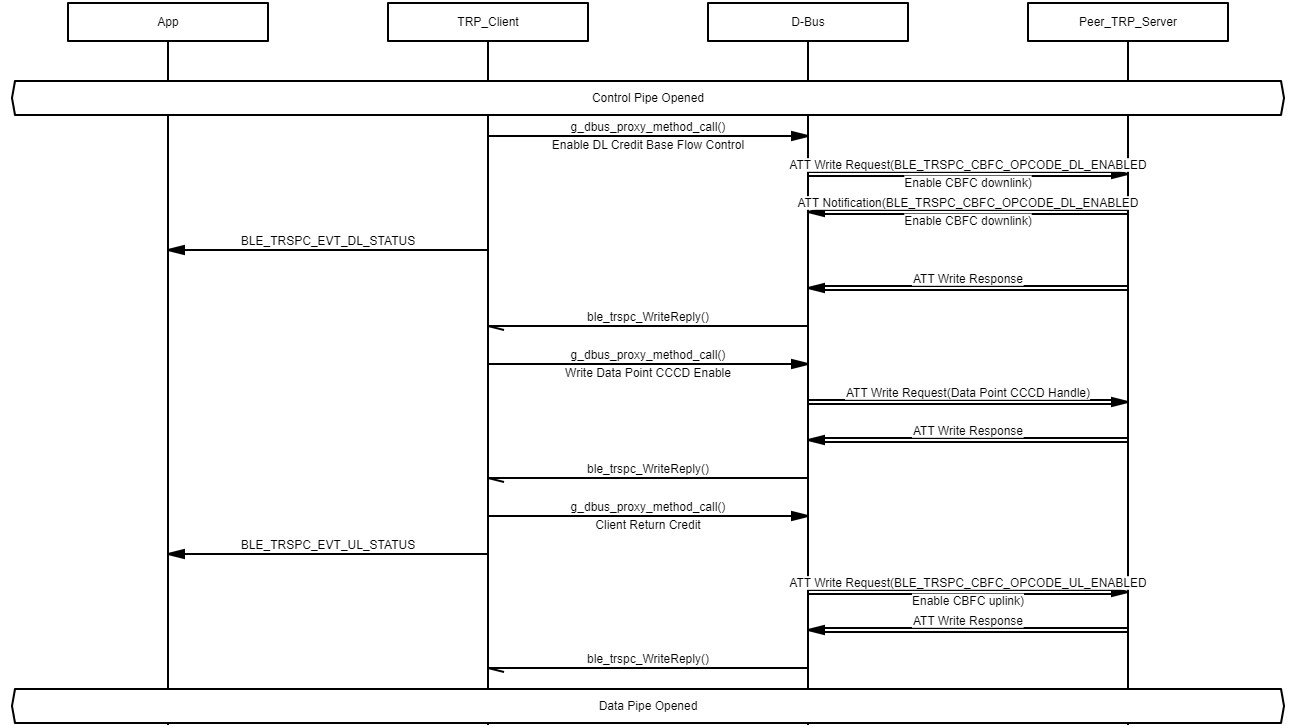 App
TRP_Client
D-Bus
Peer_TRP_Server
Control Pipe Opened
g_dbus_proxy_method_call()
Enable DL Credit Base Flow Control
ATT Write Request(BLE_TRSPC_CBFC_OPCODE_DL_ENABLED
Enable CBFC downlink)
ATT Notification(BLE_TRSPC_CBFC_OPCODE_DL_ENABLED
Enable CBFC downlink)
BLE_TRSPC_EVT_DL_STATUS
ATT Write Response
ble_trspc_WriteReply()
g_dbus_proxy_method_call()
Write Data Point CCCD Enable
ATT Write Request(Data Point CCCD Handle)
ATT Write Response
ble_trspc_WriteReply()
g_dbus_proxy_method_call()
Client Return Credit
BLE_TRSPC_EVT_UL_STATUS
ATT Write Request(BLE_TRSPC_CBFC_OPCODE_UL_ENABLED
Enable CBFC uplink)
ATT Write Response
ble_trspc_WriteReply()
Data Pipe Opened